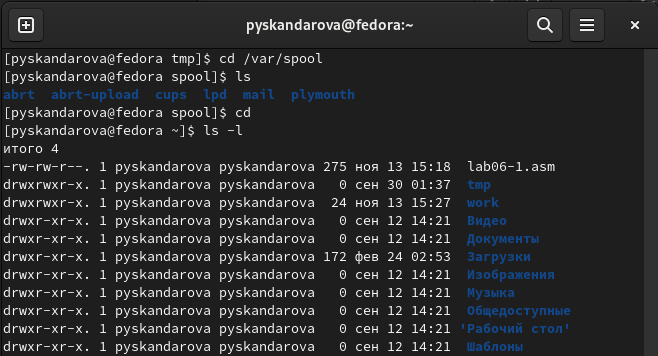 pyskandarova@fedora:~
[pyskandarova@fedora tmp]$ cd /var/spool
[pyskandarova@fedora spool]$ ls
abrt  abrt-upload  cups  lpd  mail  plymouth
[pyskandarova@fedora spool]$ cd
[pyskandarova@fedora ~]$ ls -l
итого 4
-rw-rw-r--. 1 pyskandarova pyskandarova 275 ноя 13 15:18  lab06-1.asm
drwxrwxr-x. 1 pyskandarova pyskandarova   0 сен 30 01:37  tmp
drwxrwxr-x. 1 pyskandarova pyskandarova  24 ноя 13 15:27  work
drwxr-xr-x. 1 pyskandarova pyskandarova   0 сен 12 14:21  Видео
drwxr-xr-x. 1 pyskandarova pyskandarova   0 сен 12 14:21  Документы
drwxr-xr-x. 1 pyskandarova pyskandarova 172 фев 24 02:53  Загрузки
drwxr-xr-x. 1 pyskandarova pyskandarova   0 сен 12 14:21  Изображения
drwxr-xr-x. 1 pyskandarova pyskandarova   0 сен 12 14:21  Музыка
drwxr-xr-x. 1 pyskandarova pyskandarova   0 сен 12 14:21  Общедоступные
drwxr-xr-x. 1 pyskandarova pyskandarova   0 сен 12 14:21 'Рабочий стол'
drwxr-xr-x. 1 pyskandarova pyskandarova   0 сен 12 14:21  Шаблоны